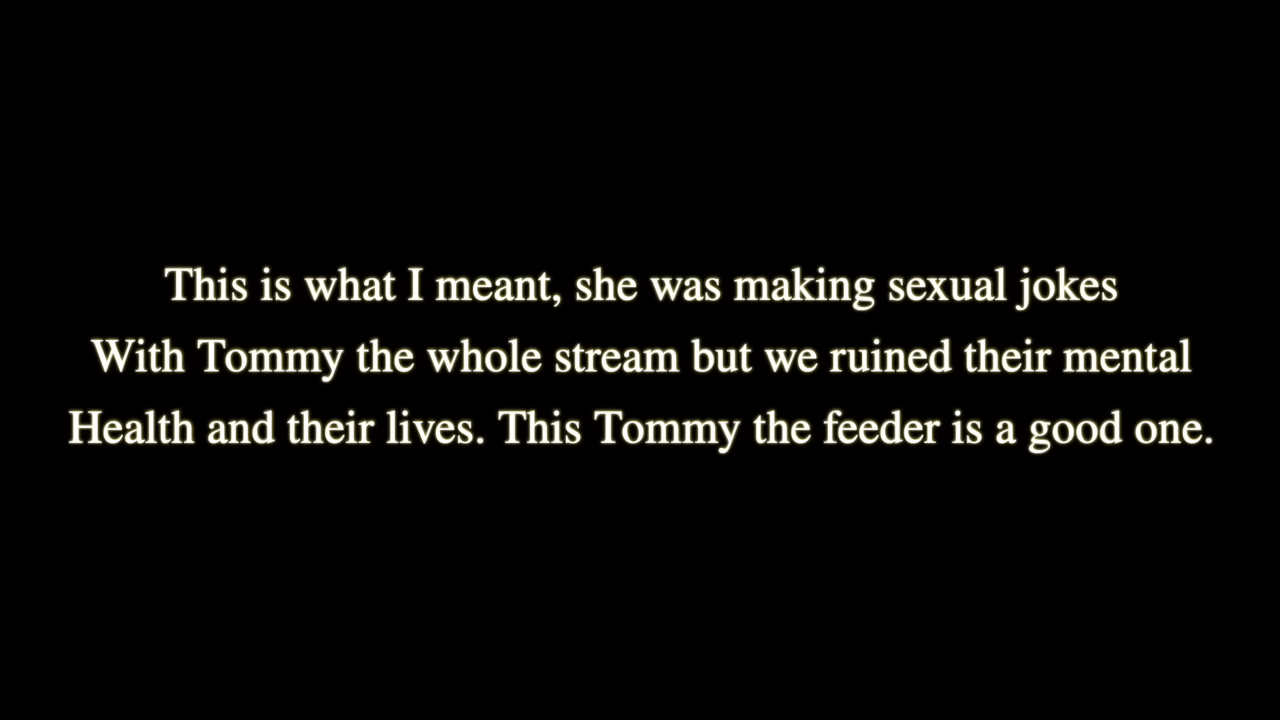 This is what I meant, she was making sexual jokes
With Tommy the whole stream but we ruined their mental
Health and their lives. This Tommy the feeder is a good one.